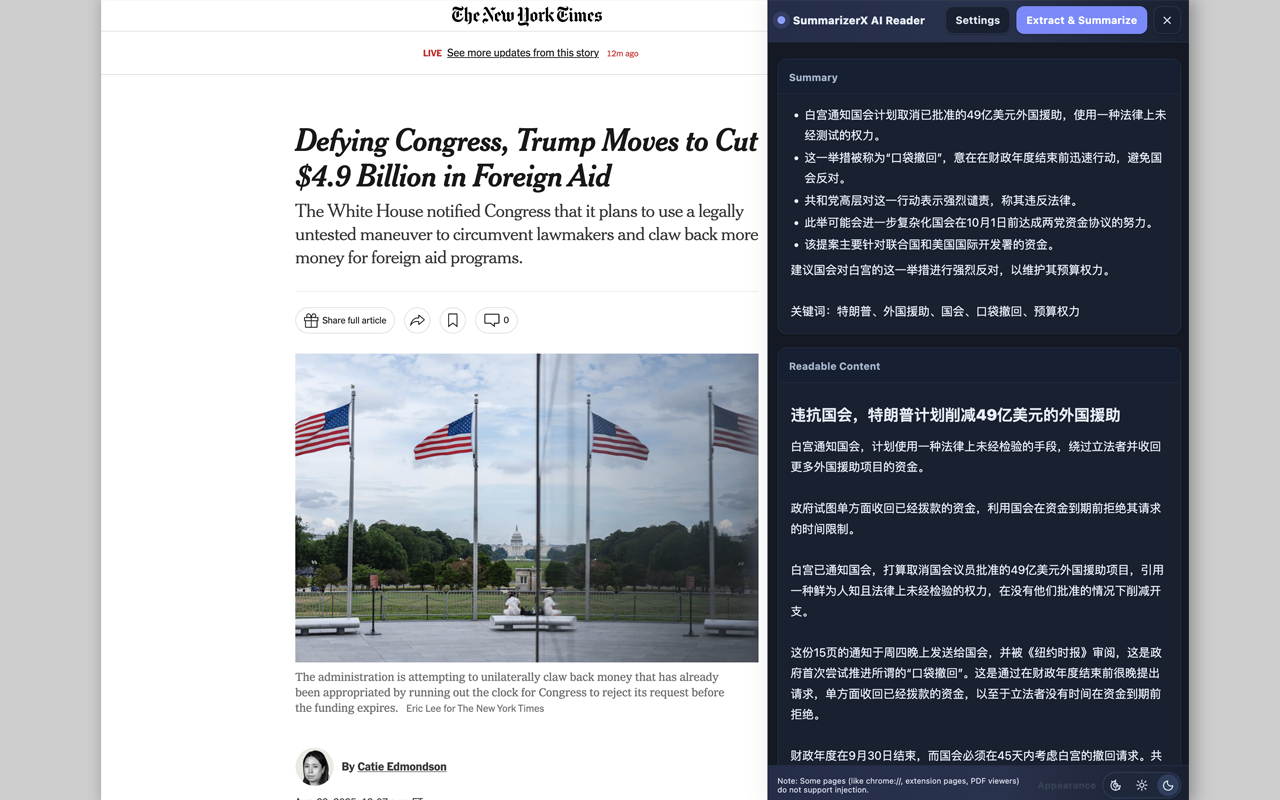 The New York Times
LIVE See more updates from this story 12m ago
Defying Congress, Trump Moves to Cut
$4.9 Billion in Foreign Aid
The White House notified Congress that it plans to use a legally
untested maneuver to circumvent lawmakers and claw back more
money for foreign aid programs.
Share full article
0
The administration is attempting to unilaterally claw back money that has already
been appropriated by running out the clock for Congress to reject its request before
the funding expires. Eric Lee for The New York Times
By Catie Edmondson
SummarizerX AI Reader
Settings
Extract & Summarize
Summary
• 白宫通知国会计划取消已批准的49亿美元外国援助，使用一种法律上未
经测试的权力。
• 这一举措被称为“口袋撤回”，意在在财政年度结束前迅速行动，避免国
会反对。
• 共和党高层对这一行动表示强烈谴责，称其违反法律。
• 此举可能会进一步复杂化国会在10月1日前达成两党资金协议的努力。
• 该提案主要针对联合国和美国国际开发署的资金。
建议国会对白宫的这一举措进行强烈反对，以维护其预算权力。
关键词：特朗普、外国援助、国会、口袋撤回、预算权力
Readable Content
违抗国会，特朗普计划削减49亿美元的外国援助
白宫通知国会，计划使用一种法律上未经检验的手段，绕过立法者并收回
更多外国援助项目的资金。
政府试图单方面收回已经拨款的资金，利用国会在资金到期前拒绝其请求
的时间限制。
白宫已通知国会，打算取消国会议员批准的49亿美元外国援助项目，引用
一种鲜为人知且法律上未经检验的权力，在没有他们批准的情况下削减开
支。
这份15页的通知于周四晚上发送给国会，并被《纽约时报》审阅，这是政
府首次尝试推进所谓的“口袋撤回”。这是通过在财政年度结束前很晚提出
请求，单方面收回已经拨款的资金，以至于立法者没有时间在资金到期前
拒绝。
财政年度在9月30日结束，而国会必须在45天内考虑白宫的撤回请求。共
Note: Some pages (like chrome://, extension pages, PDF viewers)
do not support injection.
Appearance